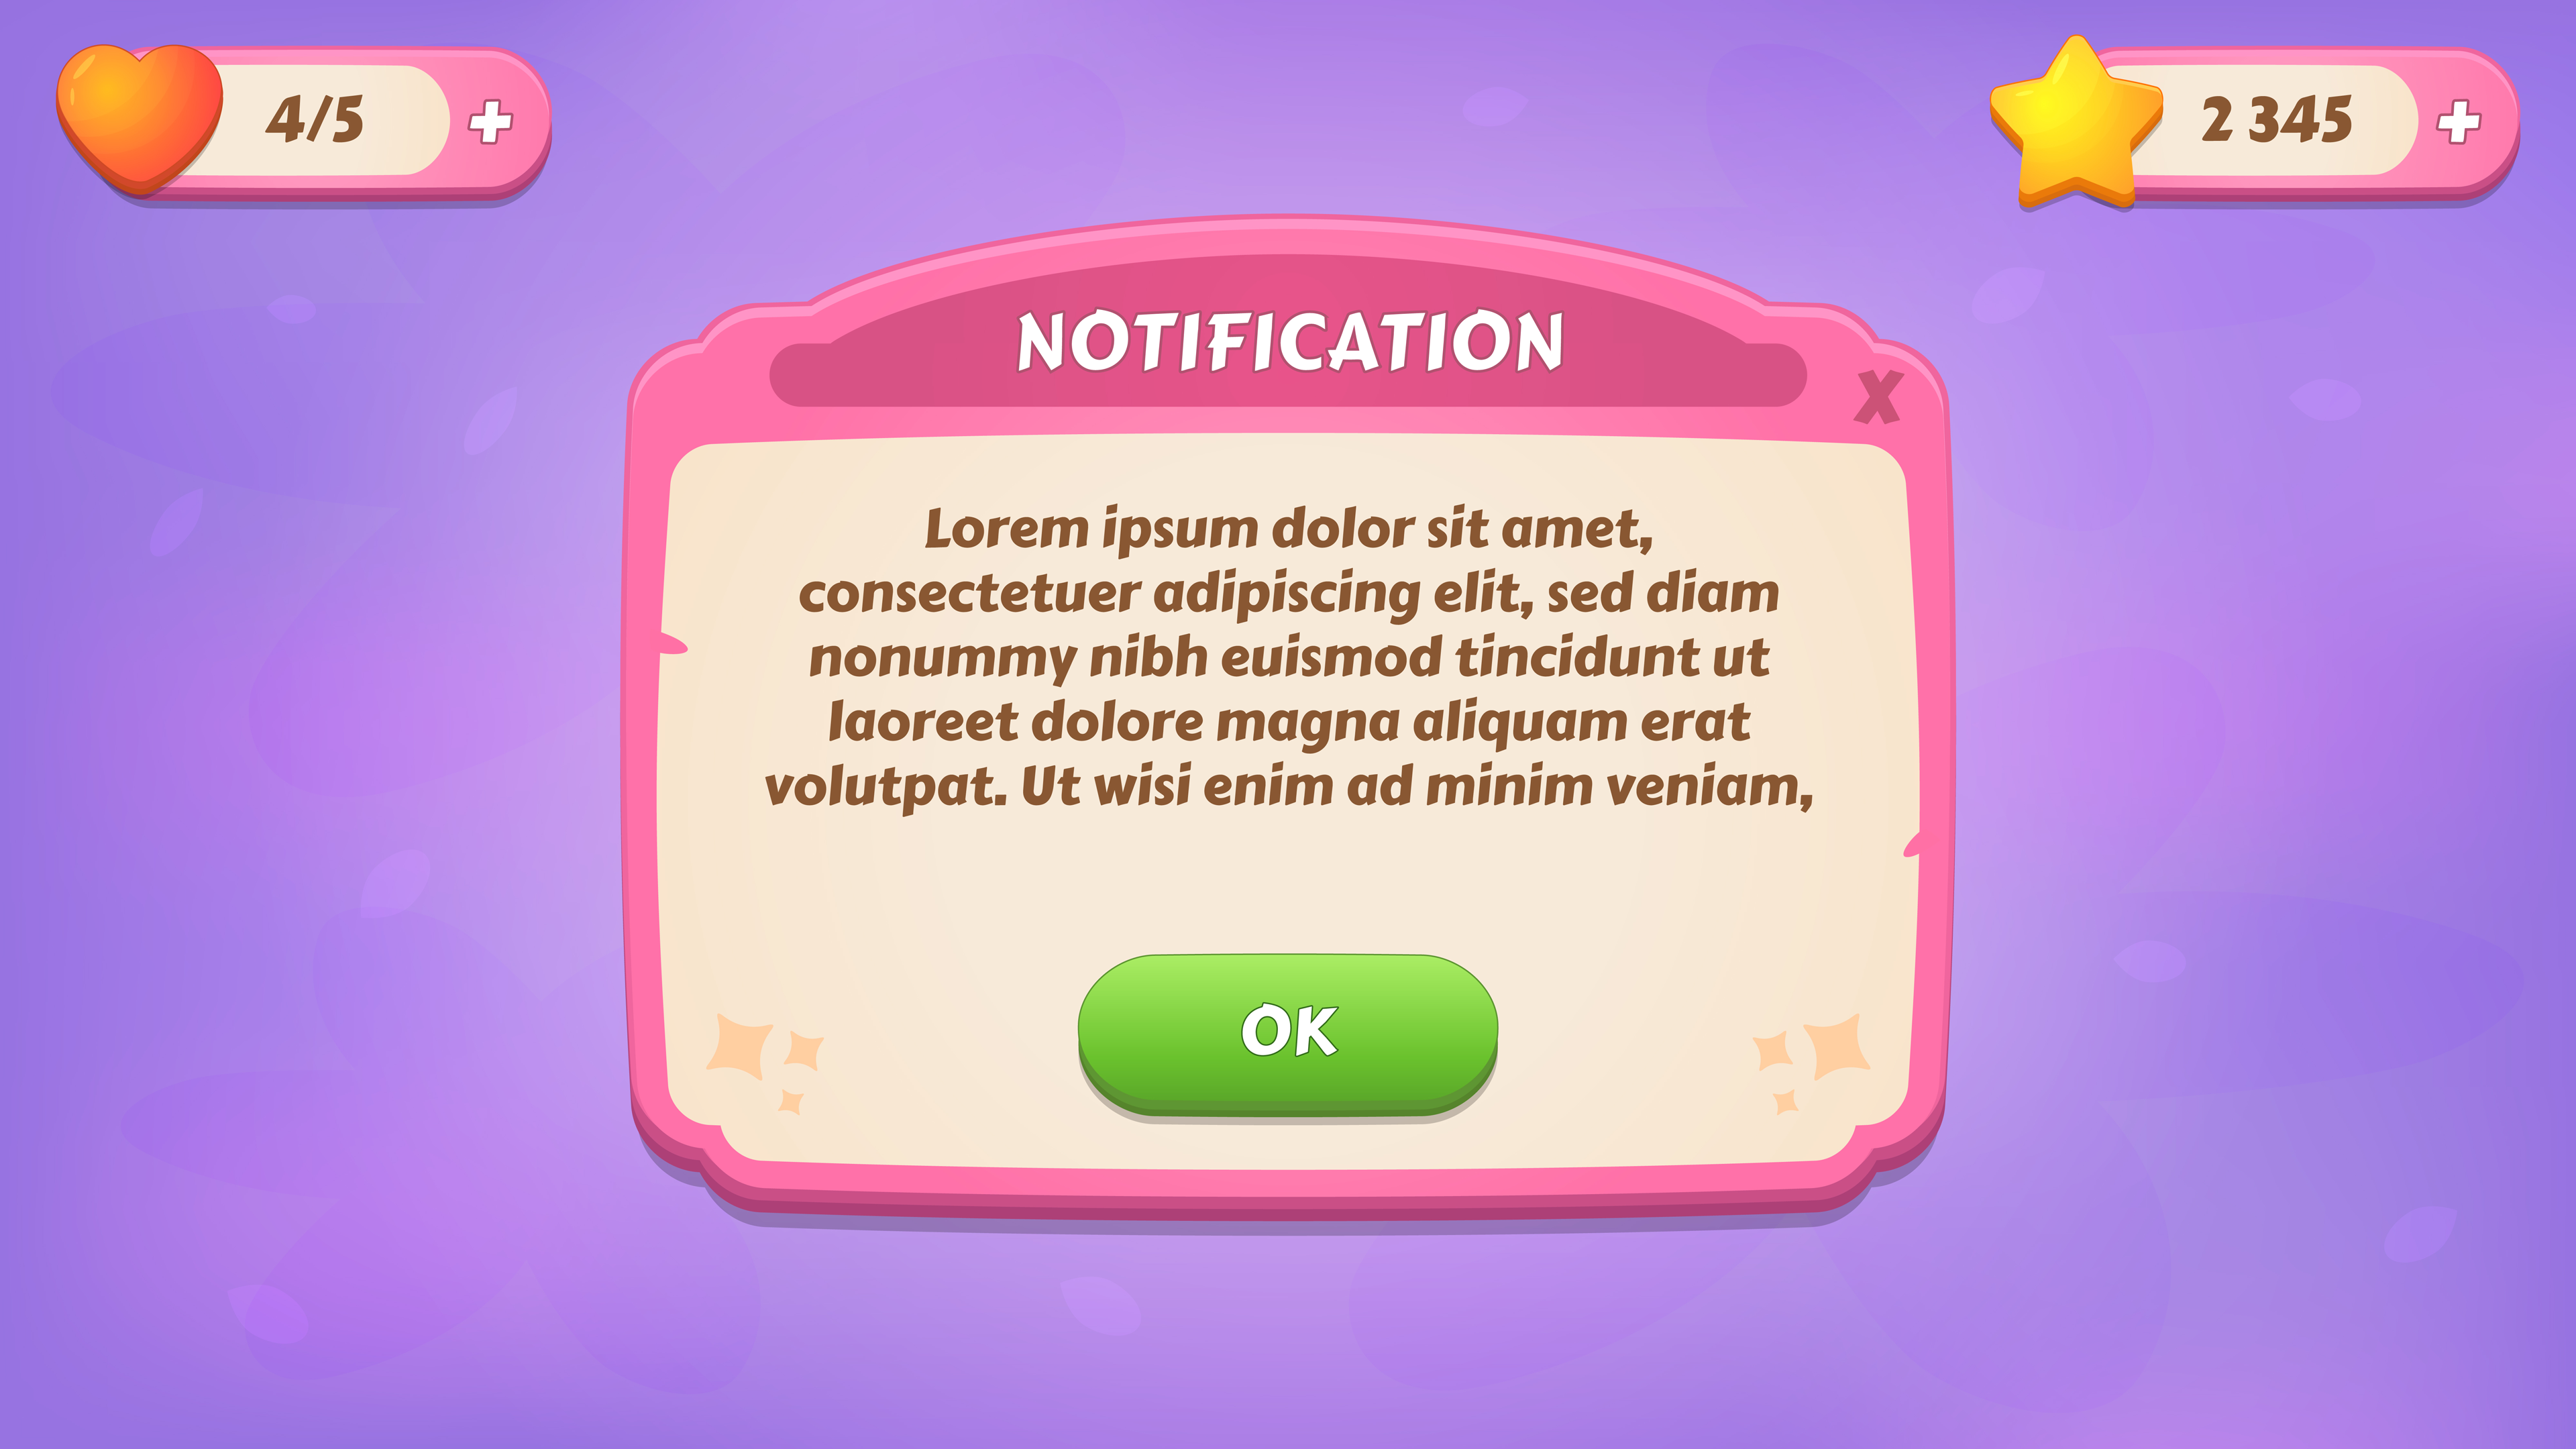 4/5 +
2 345 +
NOTIFICATION
X
Lorem ipsum dolor sit amet,
consectetuer adipiscing elit, sed diam
nonummy nibh euismod tincidunt ut
laoreet dolore magna aliquam erat
volutpat. Ut wisi enim ad minim veniam,
OK